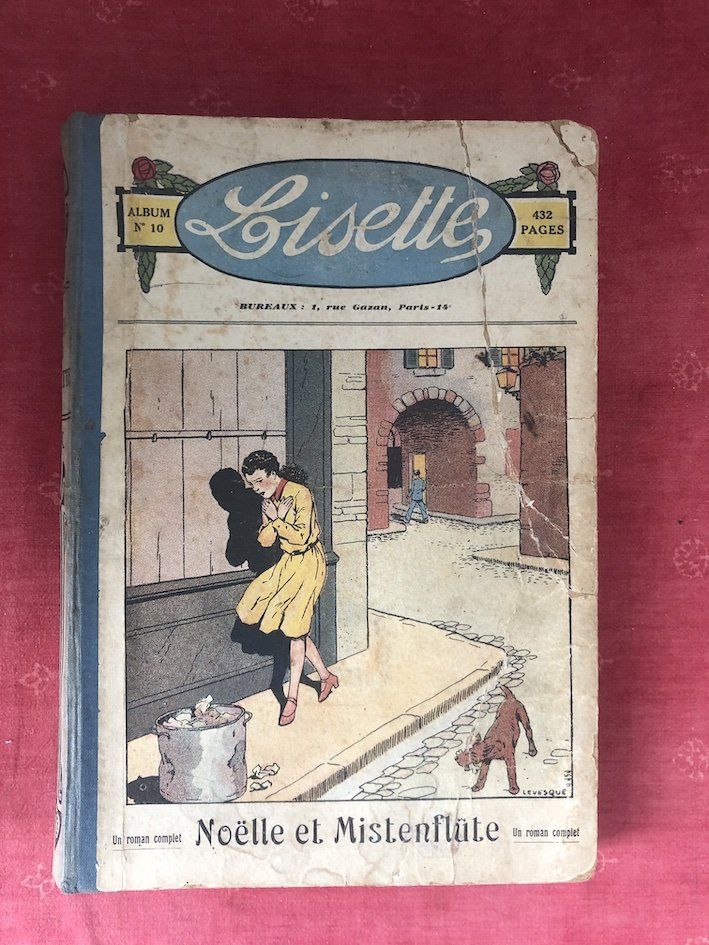 ALBUM
N° 10
Lisette
432
PAGES
BUREAUX : 1, rue Gazan, Paris-14e
LEVESQUE
Un roman complet Noëlle et Mistenflûte Un roman complet